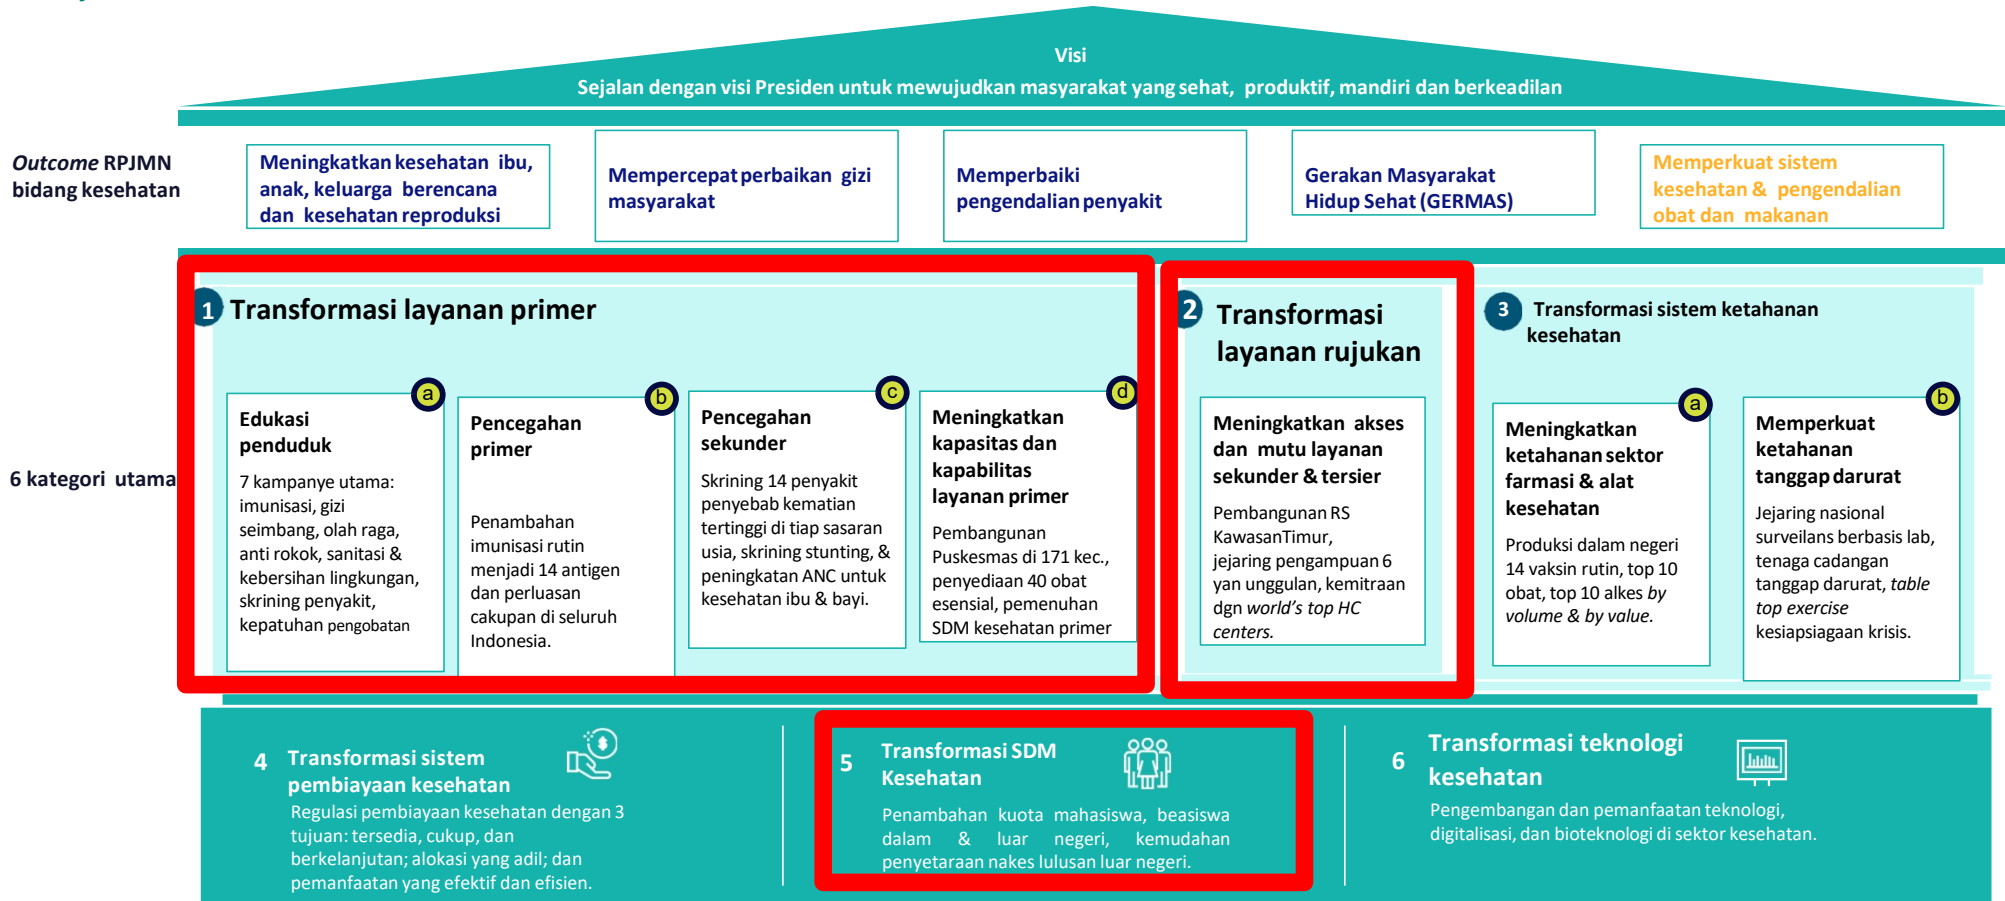 Visi
Sejalan dengan visi Presiden untuk mewujudkan masyarakat yang sehat, produktif, mandiri dan berkeadilan
Outcome RPJMN
bidang kesehatan
Meningkatkan kesehatan ibu,
anak, keluarga berencana
dan kesehatan reproduksi
Mempercepat perbaikan gizi
masyarakat
Memperbaiki
pengendalian penyakit
Gerakan Masyarakat
Hidup Sehat (GERMAS)
Memperkuat sistem
kesehatan & pengendalian
obat dan makanan
6 kategori utama
1 Transformasi layanan primer
a
Edukasi
penduduk
7 kampanye utama:
imunisasi, gizi
seimbang, olah raga,
anti rokok, sanitasi &
kebersihan lingkungan,
skrining penyakit,
kepatuhan pengobatan
b
Pencegahan
primer
Penambahan
imunisasi rutin
menjadi 14 antigen
dan perluasan
cakupan di seluruh
Indonesia.
c
Pencegahan
sekunder
Skrining 14 penyakit
penyebab kematian
tertinggi di tiap sasaran
usia, skrining stunting, &
peningkatan ANC untuk
kesehatan ibu & bayi.
d
Meningkatkan
kapasitas dan
kapabilitas
layanan primer
Pembangunan
Puskesmas di 171 kec.,
penyediaan 40 obat
esensial, pemenuhan
SDM kesehatan primer
2 Transformasi
layanan rujukan
Meningkatkan akses
dan mutu layanan
sekunder & tersier
Pembangunan RS
KawasanTimur,
jejaring pengampuan 6
yan unggulan, kemitraan
dgn world's top HC
centers.
3 Transformasi sistem ketahanan
kesehatan
a
Meningkatkan
ketahanan sektor
farmasi & alat
kesehatan
Produksi dalam negeri
14 vaksin rutin, top 10
obat, top 10 alkes by
volume & by value.
b
Memperkuat
ketahanan
tanggap darurat
Jejaring nasional
surveilans berbasis lab,
tenaga cadangan
tanggap darurat, table
top exercise
kesiapsiagaan krisis.
4 Transformasi sistem
pembiayaan kesehatan
Regulasi pembiayaan kesehatan dengan 3
tujuan: tersedia, cukup, dan
berkelanjutan; alokasi yang adil; dan
pemanfaatan yang efektif dan efisien.
5 Transformasi SDM
Kesehatan
Penambahan kuota mahasiswa, beasiswa
dalam & luar negeri, kemudahan
penyetaraan nakes lulusan luar negeri.
6 Transformasi teknologi
kesehatan
Pengembangan dan pemanfaatan teknologi,
digitalisasi, dan bioteknologi di sektor kesehatan.